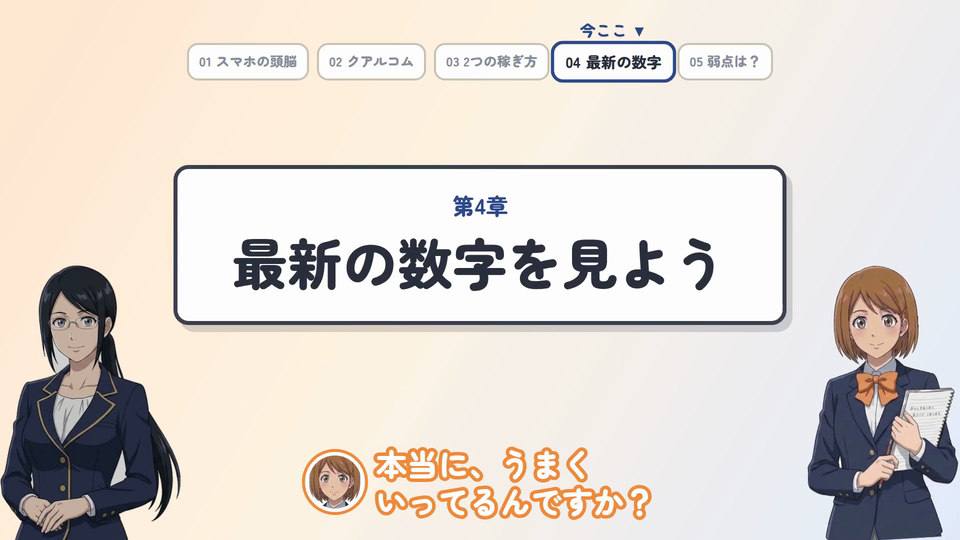 今ここ ▼
01 スマホの頭脳
02 クアルコム
03 2つの稼ぎ方
04 最新の数字
05 弱点は？
第4章
最新の数字を見よう
本当に、うまく
いってるんですか？